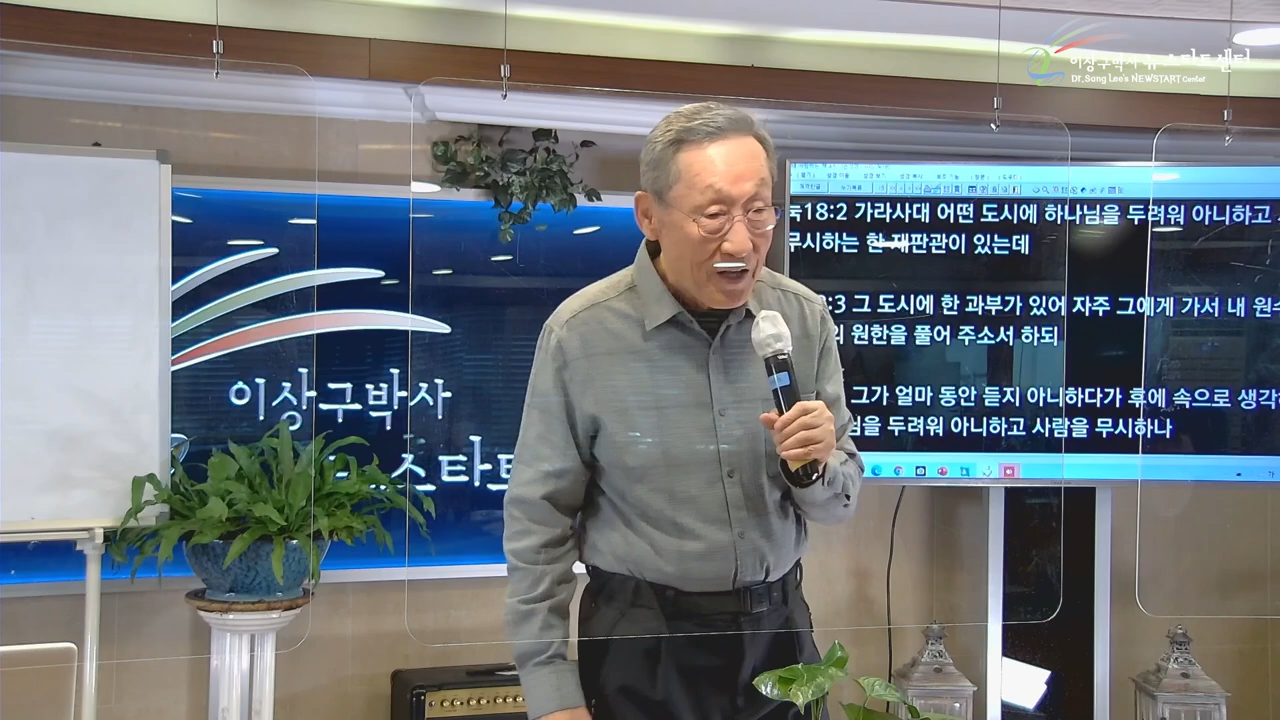 이상구박사 뉴스타트 센터
Dr. Sang Lee's NEWSTART Center
눅18:2 가라사대 어떤 도시에 하나님을 두려워 아니하고
무시하는 한 재판관이 있는데
:3 그 도시에 한 과부가 있어 자주 그에게 가서 내 원수
원한을 풀어 주소서 하되
그가 얼마 동안 듣지 아니하다가 후에 속으로 생각
을 두려워 아니하고 사람을 무시하나
이상구박사
스타트